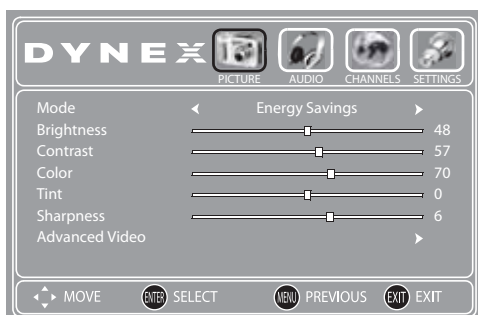 DYNEX
PICTURE AUDIO CHANNELS SETTINGS
Mode Energy Savings
Brightness 48
Contrast 57
Color 70
Tint 0
Sharpness 6
Advanced Video
MOVE ENTER SELECT MENU PREVIOUS EXIT EXIT